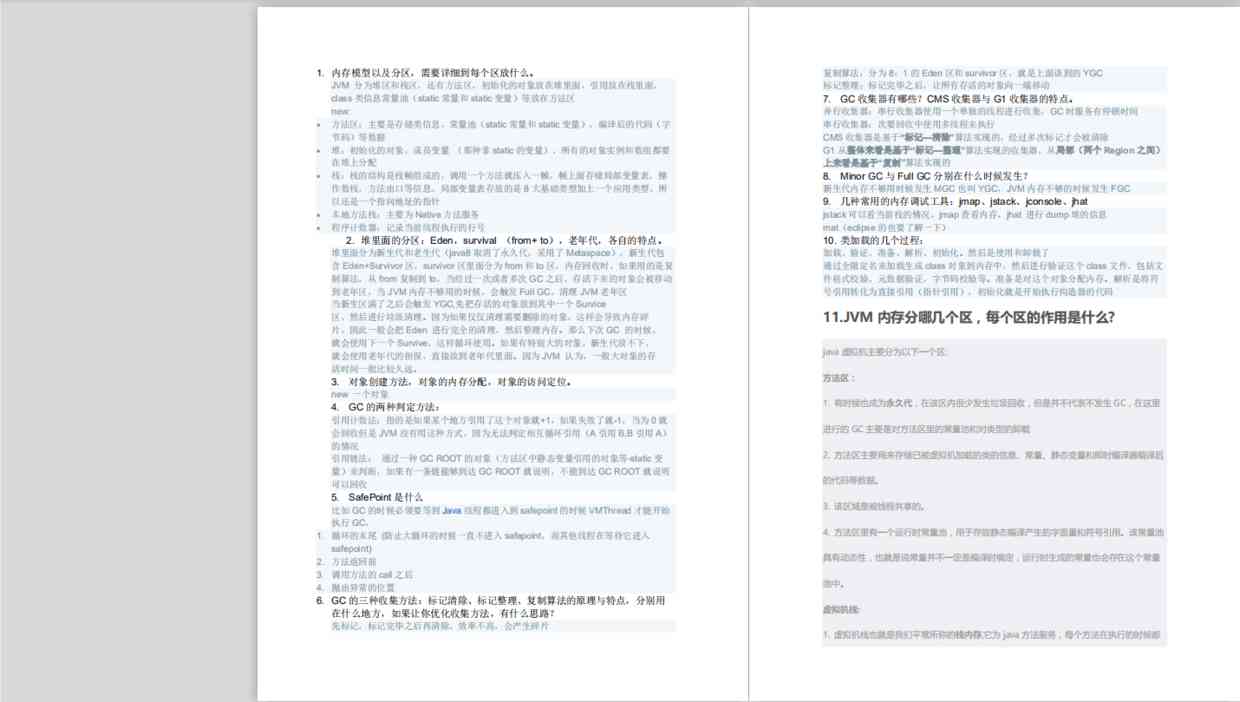 1. 内存模型以及分区，需要详细到每个区放什么。
JVM 分为堆区和栈区，还有方法区，初始化的对象放在堆里面，引用放在栈里面，
class 类信息常量池（static 常量和 static 变量）等放在方法区
new:
• 方法区：主要是存储类信息，常量池（static 常量和 static 变量），编译后的代码（字
节码）等数据
• 堆：初始化的对象，成员变量 （那种非 static 的变量），所有的对象实例和数组都要
在堆上分配
• 栈：栈的结构是栈帧组成的，调用一个方法就压入一帧，帧上面存储局部变量表，操
作数栈，方法出口等信息，局部变量表存放的是 8 大基础类型加上一个应用类型，所
以还是一个指向地址的指针
• 本地方法栈：主要为 Native 方法服务
• 程序计数器：记录当前线程执行的行号
2. 堆里面的分区：Eden，survival （from+ to），老年代，各自的特点。
堆里面分为新生代和老生代（java8 取消了永久代，采用了 Metaspace），新生代包
含 Eden+Survivor 区，survivor 区里面分为 from 和 to 区，内存回收时，如果用的是复
制算法，从 from 复制到 to，当经过一次或者多次 GC 之后，存活下来的对象会被移动
到老年区，当 JVM 内存不够用的时候，会触发 Full GC，清理 JVM 老年区
当新生区满了之后会触发 YGC,先把存活的对象放到其中一个 Survice
区，然后进行垃圾清理。因为如果仅仅清理需要删除的对象，这样会导致内存碎
片，因此一般会把 Eden 进行完全的清理，然后整理内存。那么下次 GC 的时候，
就会使用下一个 Survive，这样循环使用。如果有特别大的对象，新生代放不下，
就会使用老年代的担保，直接放到老年代里面。因为 JVM 认为，一般大对象的存
活时间一般比较久远。
3. 对象创建方法，对象的内存分配，对象的访问定位。
new 一个对象
4. GC 的两种判定方法：
引用计数法：指的是如果某个地方引用了这个对象就+1，如果失效了就-1，当为 0 就
会回收但是 JVM 没有用这种方式，因为无法判定相互循环引用（A 引用 B,B 引用 A）
的情况
引用链法： 通过一种 GC ROOT 的对象（方法区中静态变量引用的对象等-static 变
量）来判断，如果有一条链能够到达 GC ROOT 就说明，不能到达 GC ROOT 就说明
可以回收
5. SafePoint 是什么
比如 GC 的时候必须要等到 Java 线程都进入到 safepoint 的时候 VMThread 才能开始
执行 GC，
1. 循环的末尾 (防止大循环的时候一直不进入 safepoint，而其他线程在等待它进入
safepoint)
2. 方法返回前
3. 调用方法的 call 之后
4. 抛出异常的位置
6. GC 的三种收集方法：标记清除、标记整理、复制算法的原理与特点，分别用
在什么地方，如果让你优化收集方法，有什么思路？
先标记，标记完毕之后再清除，效率不高，会产生碎片
复制算法：分为 8：1 的 Eden 区和 survivor 区，就是上面谈到的 YGC
标记整理：标记完毕之后，让所有存活的对象向一端移动
7. GC 收集器有哪些？CMS 收集器与 G1 收集器的特点。
并行收集器：串行收集器使用一个单独的线程进行收集，GC 时服务有停顿时间
串行收集器：次要回收中使用多线程来执行
CMS 收集器是基于“标记—清除”算法实现的，经过多次标记才会被清除
G1 从整体来看是基于“标记—整理”算法实现的收集器，从局部（两个 Region 之间）
上来看是基于“复制”算法实现的
8. Minor GC 与 Full GC 分别在什么时候发生？
新生代内存不够用时候发生 MGC 也叫 YGC，JVM 内存不够的时候发生 FGC
9. 几种常用的内存调试工具：jmap、jstack、jconsole、jhat
jstack 可以看当前栈的情况，jmap 查看内存，jhat 进行 dump 堆的信息
mat（eclipse 的也要了解一下）
10. 类加载的几个过程：
加载、验证、准备、解析、初始化。然后是使用和卸载了
通过全限定名来加载生成 class 对象到内存中，然后进行验证这个 class 文件，包括文
件格式校验、元数据验证，字节码校验等。准备是对这个对象分配内存。解析是将符
号引用转化为直接引用（指针引用），初始化就是开始执行构造器的代码
11.JVM 内存分哪几个区，每个区的作用是什么?
java 虚拟机主要分为以下一个区:
方法区：
1. 有时候也成为永久代，在该区内很少发生垃圾回收，但是并不代表不发生 GC，在这里
进行的 GC 主要是对方法区里的常量池和对类型的卸载
2. 方法区主要用来存储已被虚拟机加载的类的信息、常量、静态变量和即时编译器编译后
的代码等数据。
3. 该区域是被线程共享的。
4. 方法区里有一个运行时常量池，用于存放静态编译产生的字面量和符号引用。该常量池
具有动态性，也就是说常量并不一定是编译时确定，运行时生成的常量也会存在这个常量
池中。
虚拟机栈:
1. 虚拟机栈也就是我们平常所称的栈内存,它为 java 方法服务，每个方法在执行的时候都